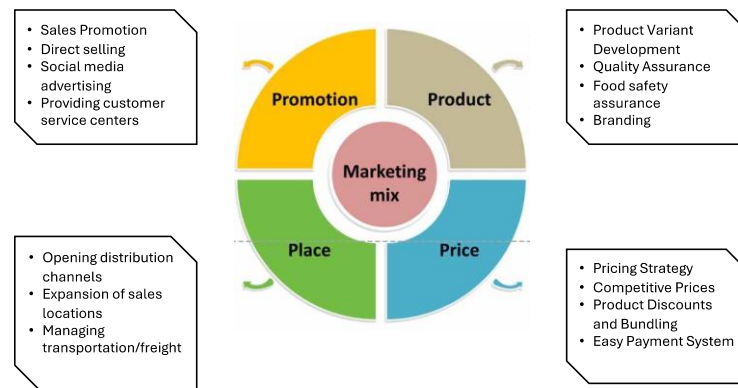 • Sales Promotion
• Direct selling
• Social media
advertising
• Providing customer
service centers
Promotion
Product
• Product Variant
Development
• Quality Assurance
• Food safety
assurance
• Branding
Marketing
mix
• Opening distribution
channels
• Expansion of sales
locations
• Managing
transportation/freight
Place
Price
• Pricing Strategy
• Competitive Prices
• Product Discounts
and Bundling
• Easy Payment System